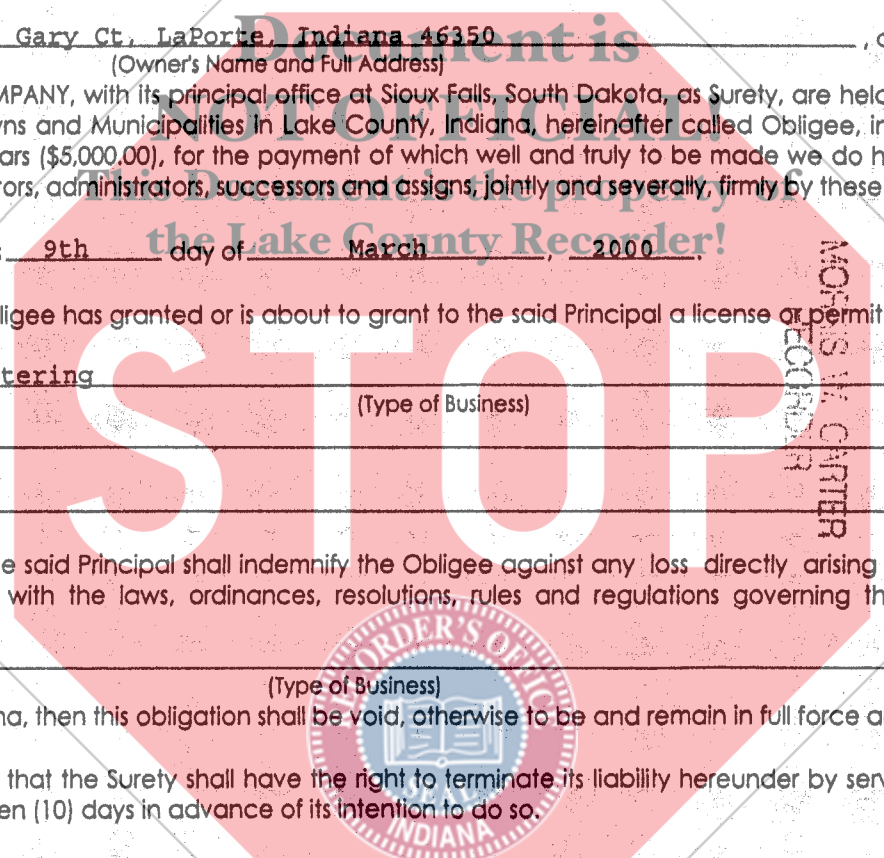 Gary Ct, LaPorte, Indiana 46350
Document is
(Owner's Name and Full Address)
MPANY, with its principal office at Sioux Falls, South Dakota, as Surety, are held
NOT OFFICIAL!
wns and Municipalities in Lake County, Indiana, hereinafter called Obligee, in
ars ($5,000.00), for the payment of which well and truly to be made we do h
This Document is the property of
tors, administrators, successors and assigns, jointly and severally, firmly by these
the Lake County Recorder!
9th day of March, 2000.
ligee has granted or is about to grant to the said Principal a license or permit
MORRIS W. CARTER
RECORDER
tering
(Type of Business)
STOP
e said Principal shall indemnify the Obligee against any loss directly arising
with the laws, ordinances, resolutions, rules and regulations governing th
RECORDER'S OFFIC
(Type of Business)
na, then this obligation shall be void, otherwise to be and remain in full force a
that the Surety shall have the right to terminate its liability hereunder by serv
en (10) days in advance of its intention to do so.
SEAL
INDIANA